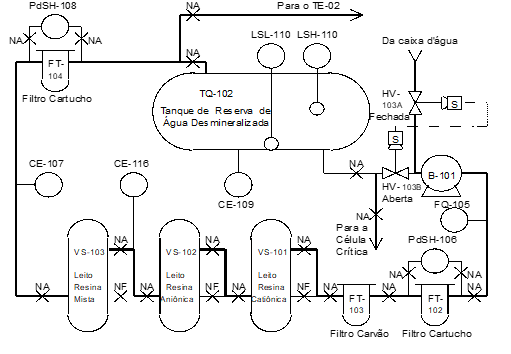 PdSH-108
NA
NA
FT-
104
Filtro Cartucho
NA
Para o TE-02
LSL-110
LSH-110
Da caixa d'água
NA
TQ-102
Tanque de Reserva de
Água Desmineralizada
HV-
103A
Fechada
S
S
CE-107
CE-116
CE-109
NA
HV-103B
Aberta
B-101
FQ-105
NA
Para a
Célula
Crítica
PdSH-106
NA
NA
VS-103
Leito
Resina
Mista
NA
NF
NA
NA
VS-102
Leito
Resina
Aniônica
NA
NF
NA
VS-101
Leito
Resina
Catiônica
NA
NF
NA
FT-
103
Filtro Carvão
NA
FT-
102
Filtro Cartucho
NA